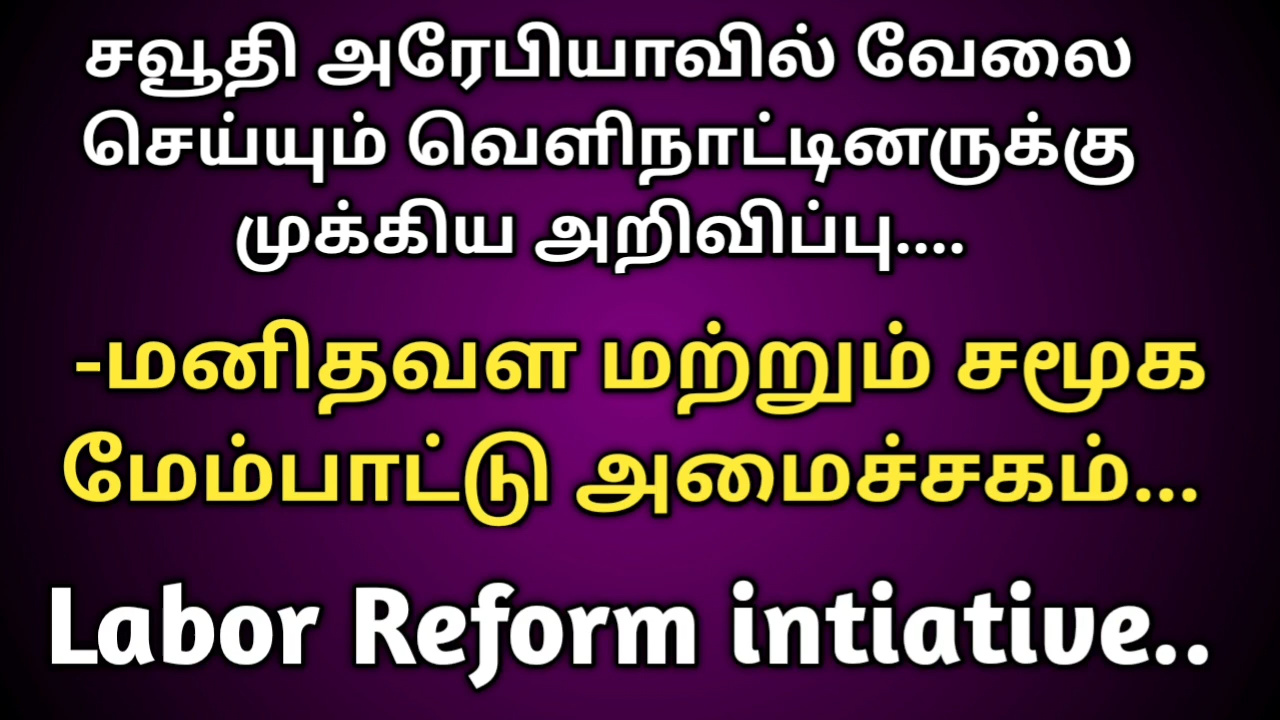 சவூதி அரேபியாவில் வேலை
செய்யும் வெளிநாட்டினருக்கு
முக்கிய அறிவிப்பு....
-மனிதவள மற்றும் சமூக
மேம்பாட்டு அமைச்சகம்...
Labor Reform intiative..